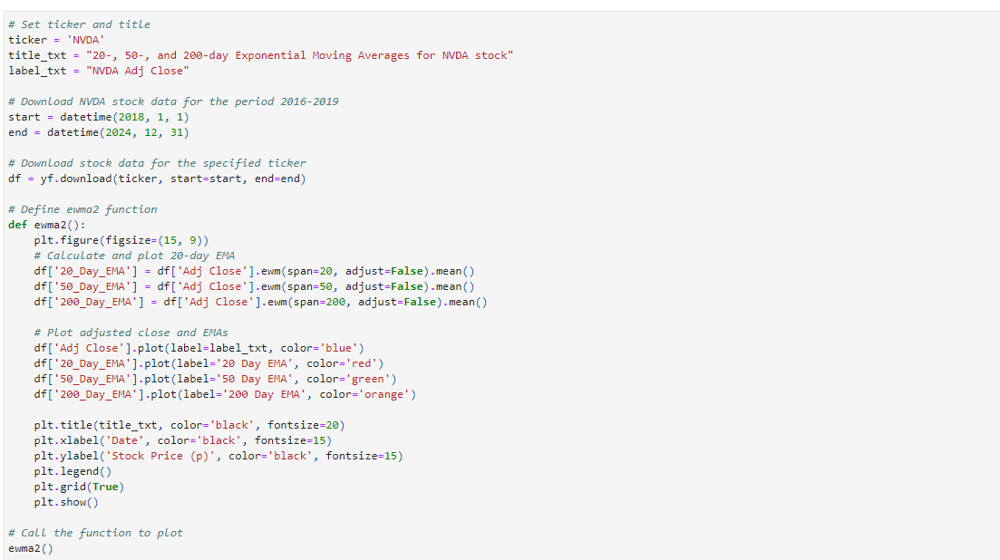 # Set ticker and title
ticker = 'NVDA'
title_txt = "20-, 50-, and 200-day Exponential Moving Averages for NVDA stock"
label_txt = "NVDA Adj Close"

# Download NVDA stock data for the period 2016-2019
start = datetime(2018, 1, 1)
end = datetime(2024, 12, 31)

# Download stock data for the specified ticker
df = yf.download(ticker, start=start, end=end)

# Define ewma2 function
def ewma2():
    plt.figure(figsize=(15, 9))
    # Calculate and plot 20-day EMA
    df['20_Day_EMA'] = df['Adj Close'].ewm(span=20, adjust=False).mean()
    df['50_Day_EMA'] = df['Adj Close'].ewm(span=50, adjust=False).mean()
    df['200_Day_EMA'] = df['Adj Close'].ewm(span=200, adjust=False).mean()

    # Plot adjusted close and EMAs
    df['Adj Close'].plot(label=label_txt, color='blue')
    df['20_Day_EMA'].plot(label='20 Day EMA', color='red')
    df['50_Day_EMA'].plot(label='50 Day EMA', color='green')
    df['200_Day_EMA'].plot(label='200 Day EMA', color='orange')

    plt.title(title_txt, color='black', fontsize=20)
    plt.xlabel('Date', color='black', fontsize=15)
    plt.ylabel('Stock Price (p)', color='black', fontsize=15)
    plt.legend()
    plt.grid(True)
    plt.show()

# Call the function to plot
ewma2()